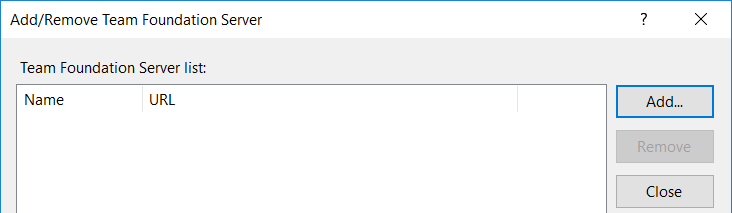 Add/Remove Team Foundation Server
?
Team Foundation Server list:
Name URL
Add...
Remove
Close